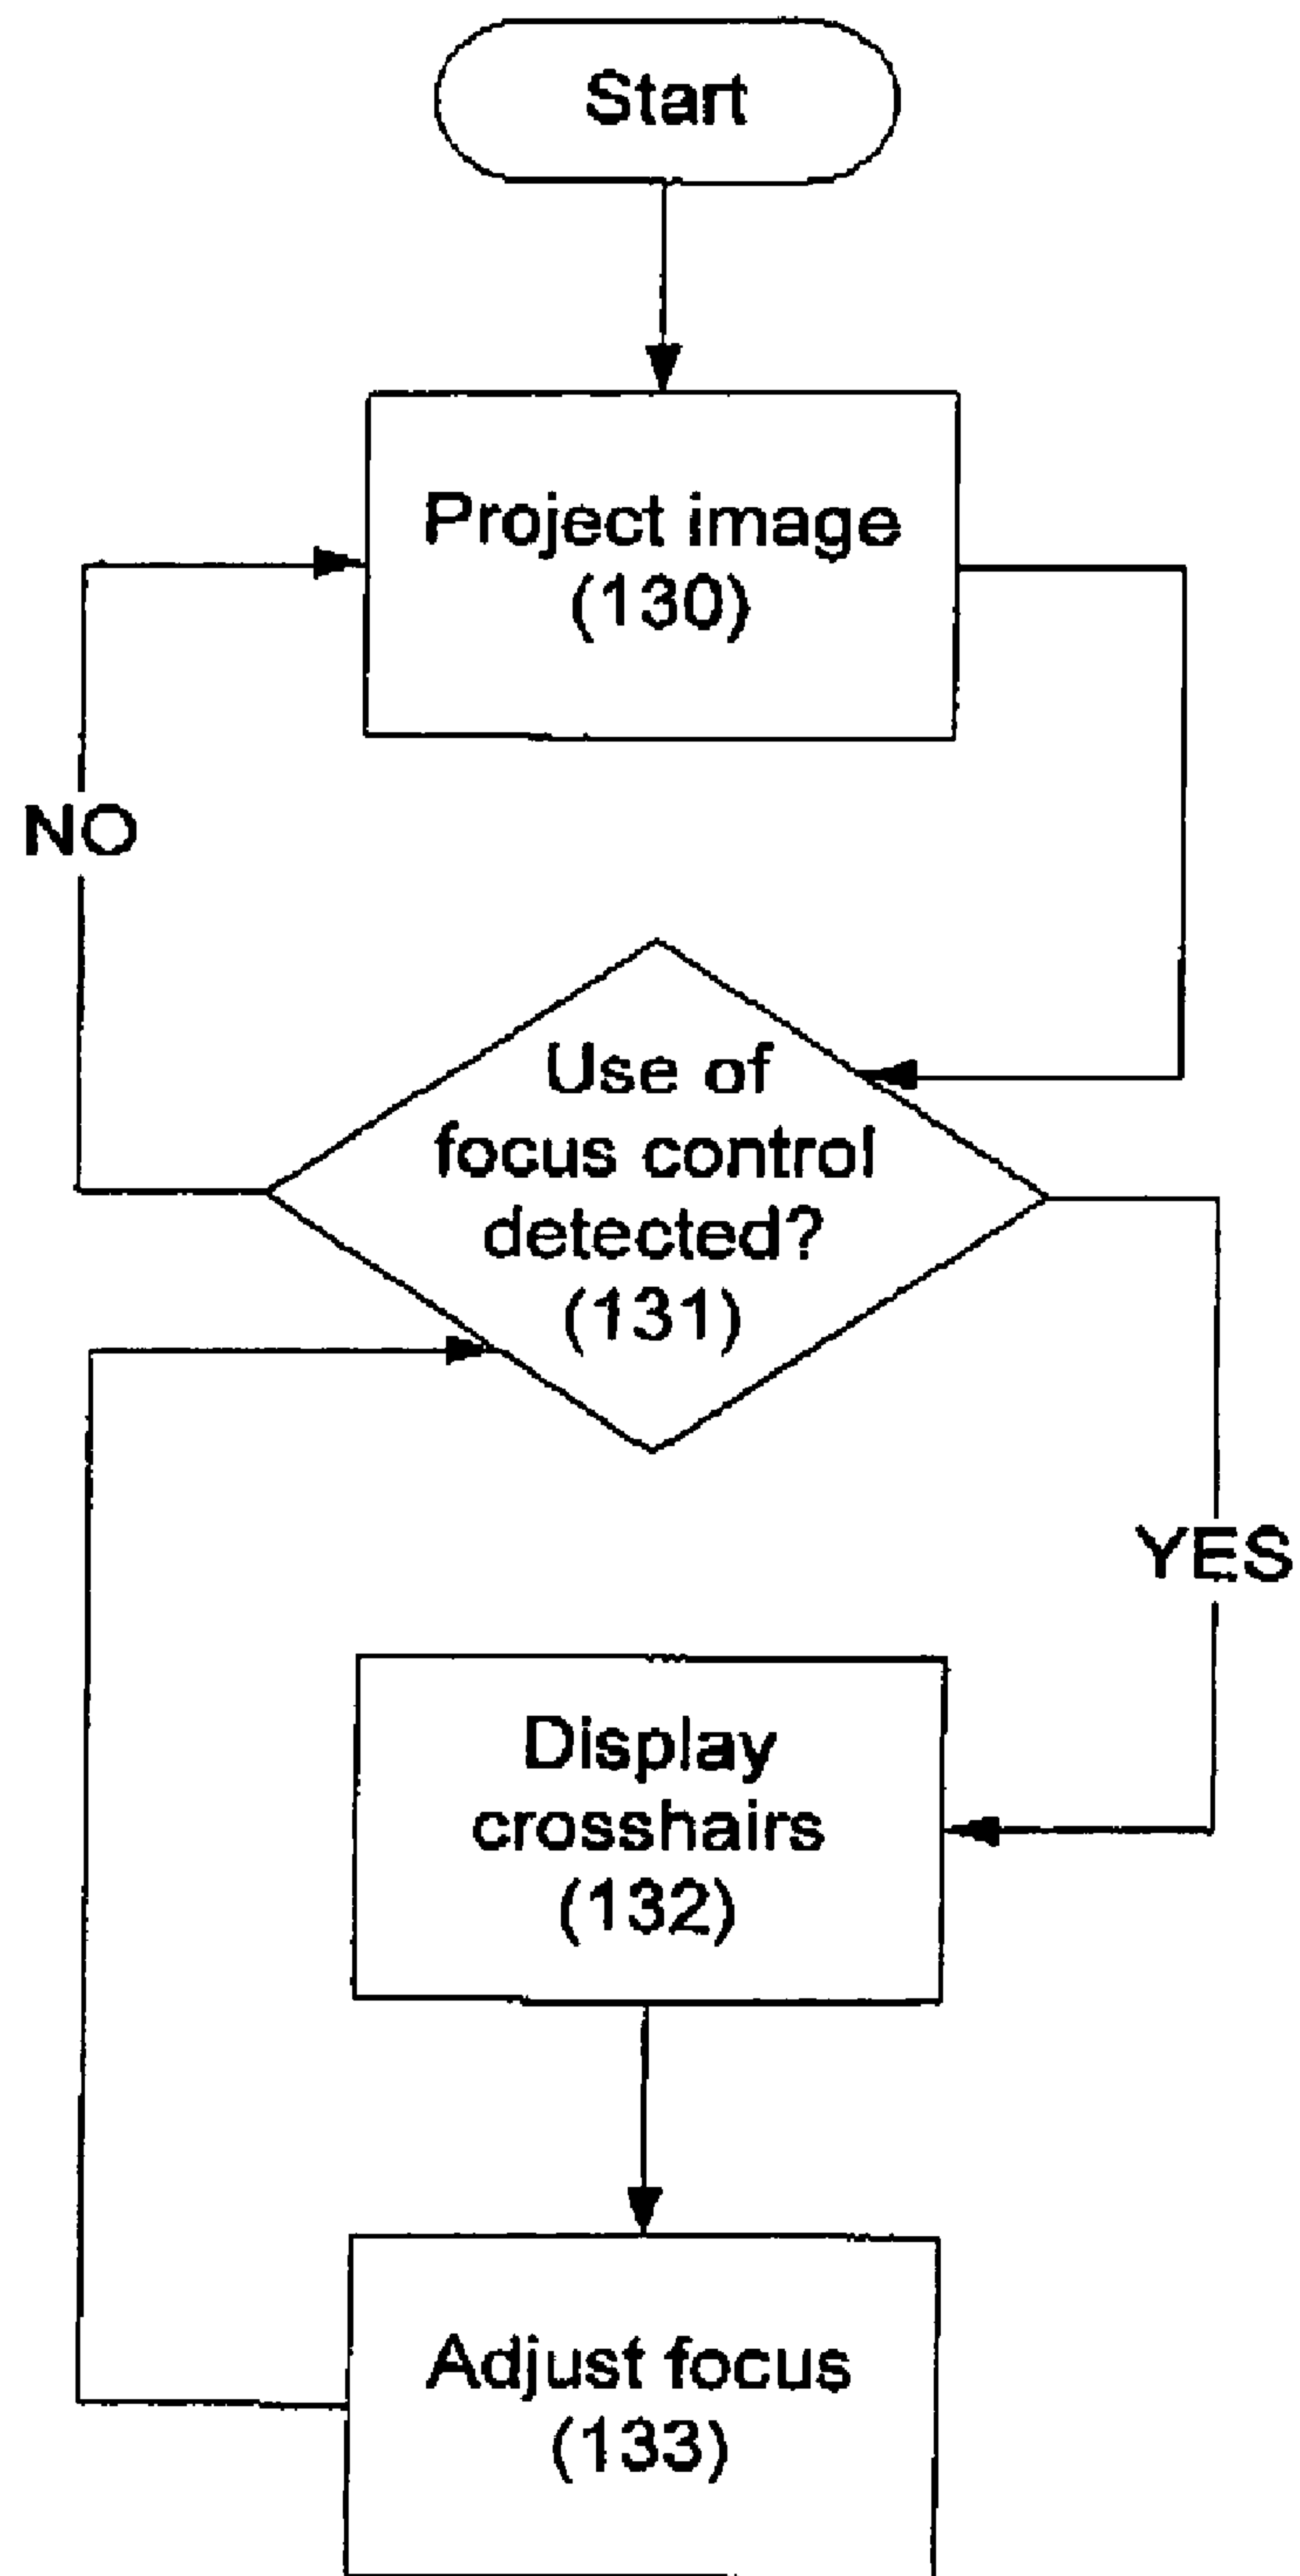 Start
Project image
(130)
NO
Use of
focus control
detected?
(131)
YES
Display
crosshairs
(132)
Adjust focus
(133)